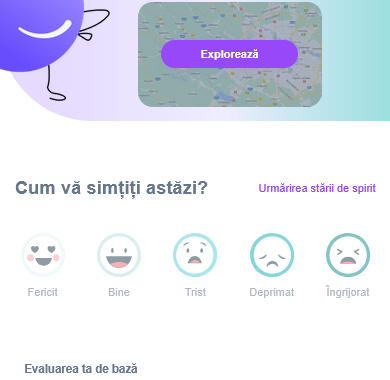 Explorează
Cum vă simțiți astăzi?
Urmărirea stării de spirit
Fericit
Bine
Trist
Deprimat
Îngrijorat
Evaluarea ta de bază